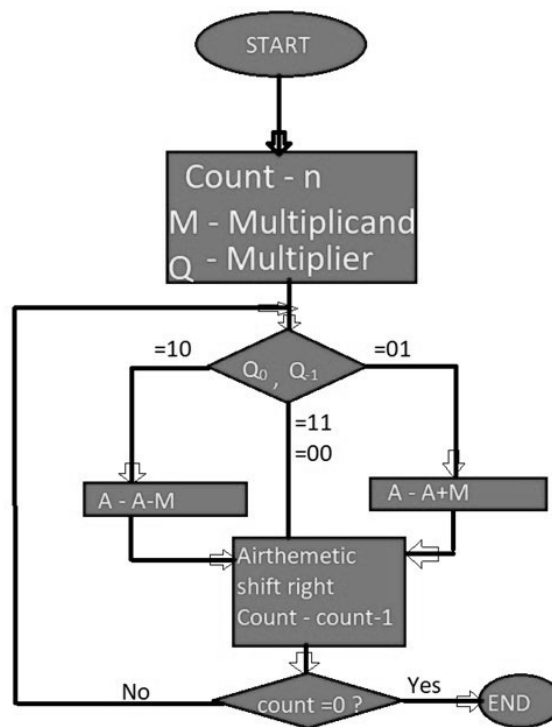 START
Count - n
M - Multiplicand
Q - Multiplier
=10
Q0 , Q-1
=01
=11
=00
A - A-M
A - A+M
Airthemetic
shift right
Count - count-1
No
count =0 ?
Yes
END